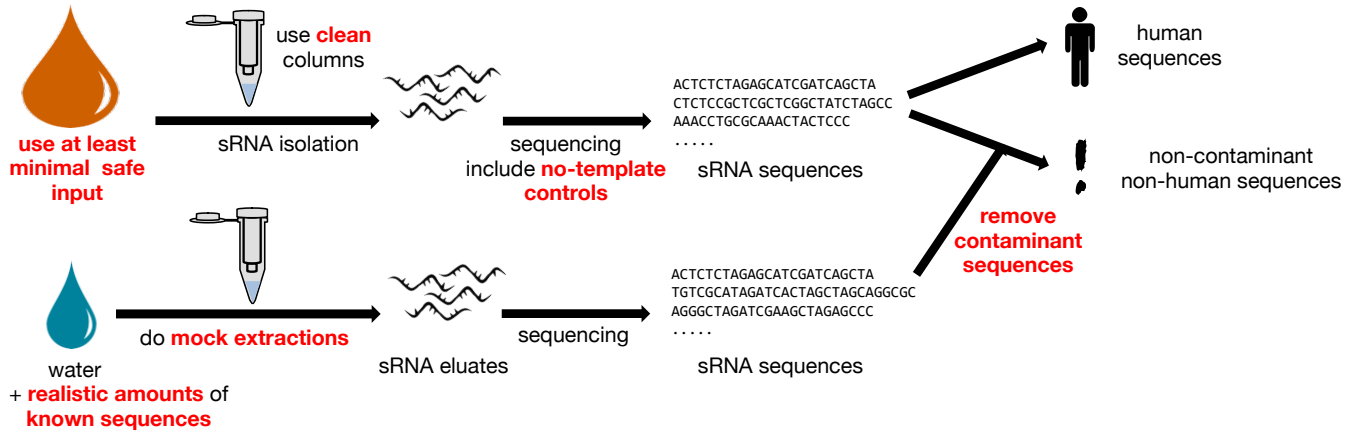 use clean
columns
human
sequences
ACTCTCTAGAGCATCGATCAGCTA
CTCTCCGCTCGCTCGGCTATCTAGCC
AAACCTGCGCAAACTACTCCC
.....
use at least
minimal safe
input
sRNA isolation
sequencing
include no-template
controls
sRNA sequences
non-contaminant
non-human sequences
remove
contaminant
sequences
ACTCTCTAGAGCATCGATCAGCTA
TGTCGCATAGATCACTAGCTAGCAGGCGC
AGGGCTAGATCGAAGCTAGAGCCC
.....
do mock extractions
sequencing
sRNA eluates
sRNA sequences
water
+ realistic amounts of
known sequences